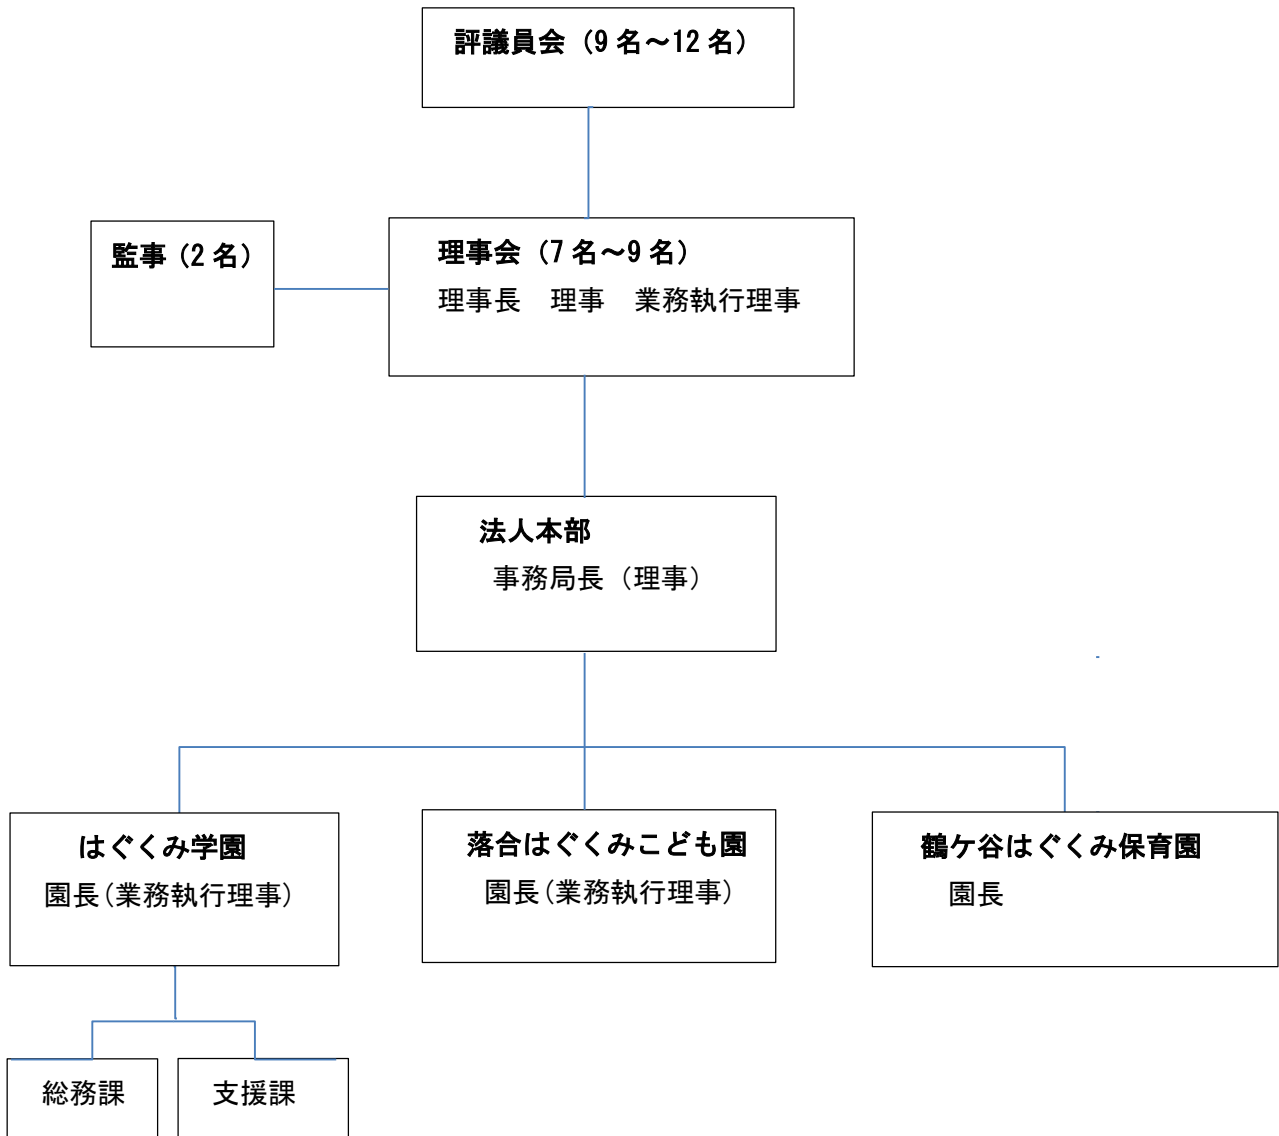 評議員会（9名～12名）
監事（2名）
理事会（7名～9名）
理事長　理事　業務執行理事
法人本部
事務局長（理事）
はぐくみ学園
園長(業務執行理事)
落合はぐくみこども園
園長(業務執行理事)
鶴ケ谷はぐくみ保育園
園長
総務課
支援課